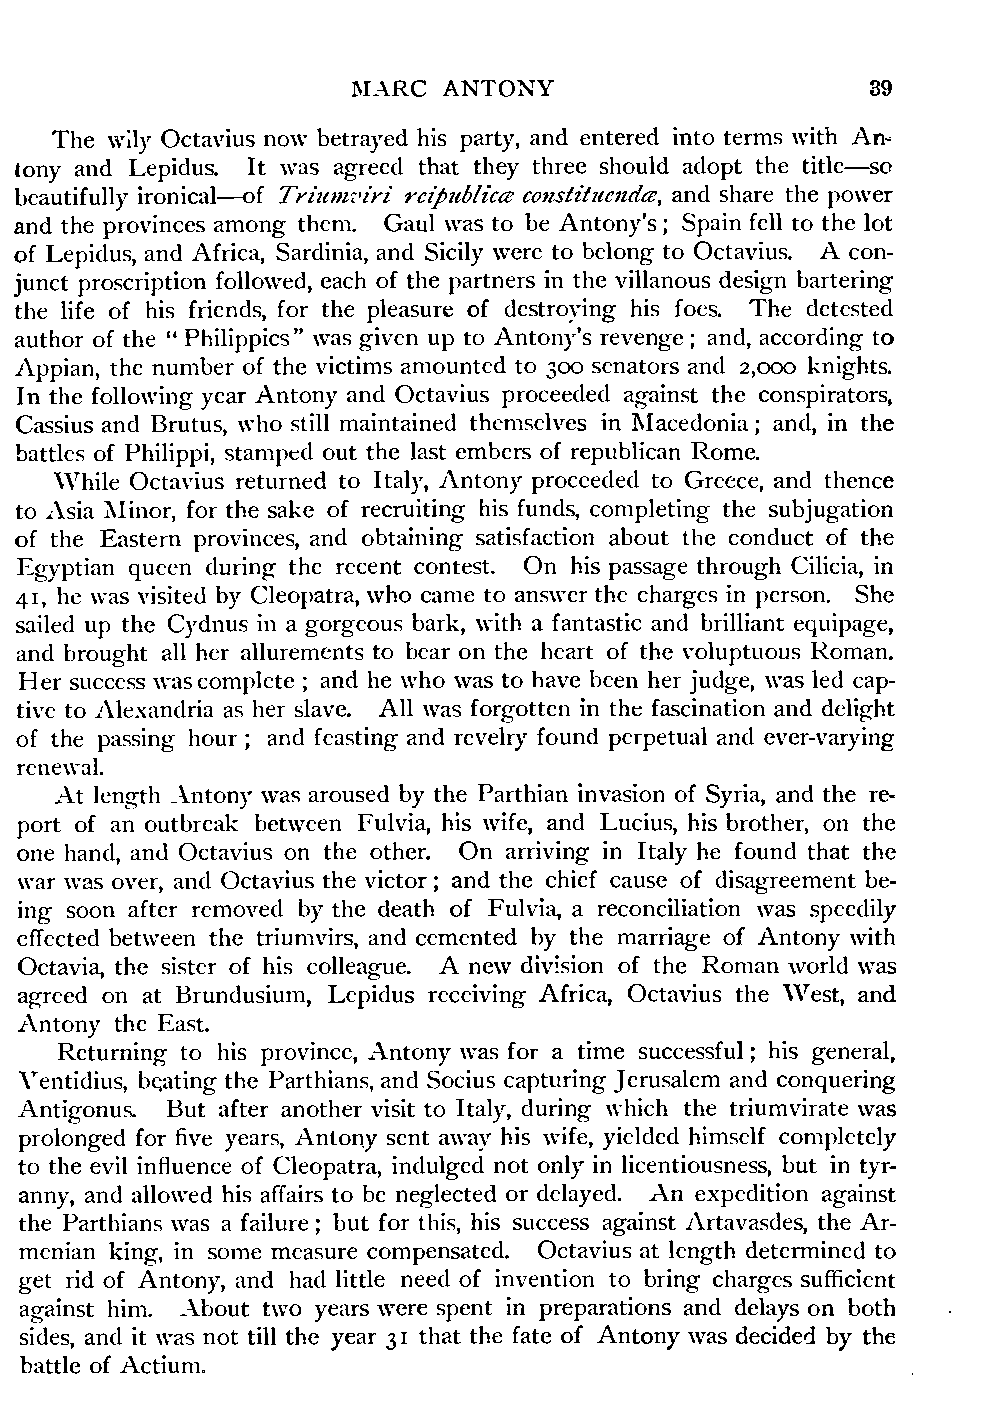 MARC ANTONY 39
The wily Octavius now betrayed his party, and entered into terms with An-
tony and Lepidus. It was agreed that they three should adopt the title—so
beautifully ironical—of Triumviri reipublicæ constituendæ, and share the power
and the provinces among them. Gaul was to be Antony's; Spain fell to the lot
of Lepidus, and Africa, Sardinia, and Sicily were to belong to Octavius. A con-
junct proscription followed, each of the partners in the villanous design bartering
the life of his friends, for the pleasure of destroying his foes. The detested
author of the "Philippics" was given up to Antony's revenge; and, according to
Appian, the number of the victims amounted to 300 senators and 2,000 knights.
In the following year Antony and Octavius proceeded against the conspirators,
Cassius and Brutus, who still maintained themselves in Macedonia; and, in the
battles of Philippi, stamped out the last embers of republican Rome.
While Octavius returned to Italy, Antony proceeded to Greece, and thence
to Asia Minor, for the sake of recruiting his funds, completing the subjugation
of the Eastern provinces, and obtaining satisfaction about the conduct of the
Egyptian queen during the recent contest. On his passage through Cilicia, in
41, he was visited by Cleopatra, who came to answer the charges in person. She
sailed up the Cydnus in a gorgeous bark, with a fantastic and brilliant equipage,
and brought all her allurements to bear on the heart of the voluptuous Roman.
Her success was complete; and he who was to have been her judge, was led cap-
tive to Alexandria as her slave. All was forgotten in the fascination and delight
of the passing hour; and feasting and revelry found perpetual and ever-varying
renewal.
At length Antony was aroused by the Parthian invasion of Syria, and the re-
port of an outbreak between Fulvia, his wife, and Lucius, his brother, on the
one hand, and Octavius on the other. On arriving in Italy he found that the
war was over, and Octavius the victor; and the chief cause of disagreement be-
ing soon after removed by the death of Fulvia, a reconciliation was speedily
effected between the triumvirs, and cemented by the marriage of Antony with
Octavia, the sister of his colleague. A new division of the Roman world was
agreed on at Brundusium, Lepidus receiving Africa, Octavius the West, and
Antony the East.
Returning to his province, Antony was for a time successful; his general,
Ventidius, beating the Parthians, and Socius capturing Jerusalem and conquering
Antigonus. But after another visit to Italy, during which the triumvirate was
prolonged for five years, Antony sent away his wife, yielded himself completely
to the evil influence of Cleopatra, indulged not only in licentiousness, but in tyr-
anny, and allowed his affairs to be neglected or delayed. An expedition against
the Parthians was a failure; but for this, his success against Artavasdes, the Ar-
menian king, in some measure compensated. Octavius at length determined to
get rid of Antony, and had little need of invention to bring charges sufficient
against him. About two years were spent in preparations and delays on both
sides, and it was not till the year 31 that the fate of Antony was decided by the
battle of Actium.